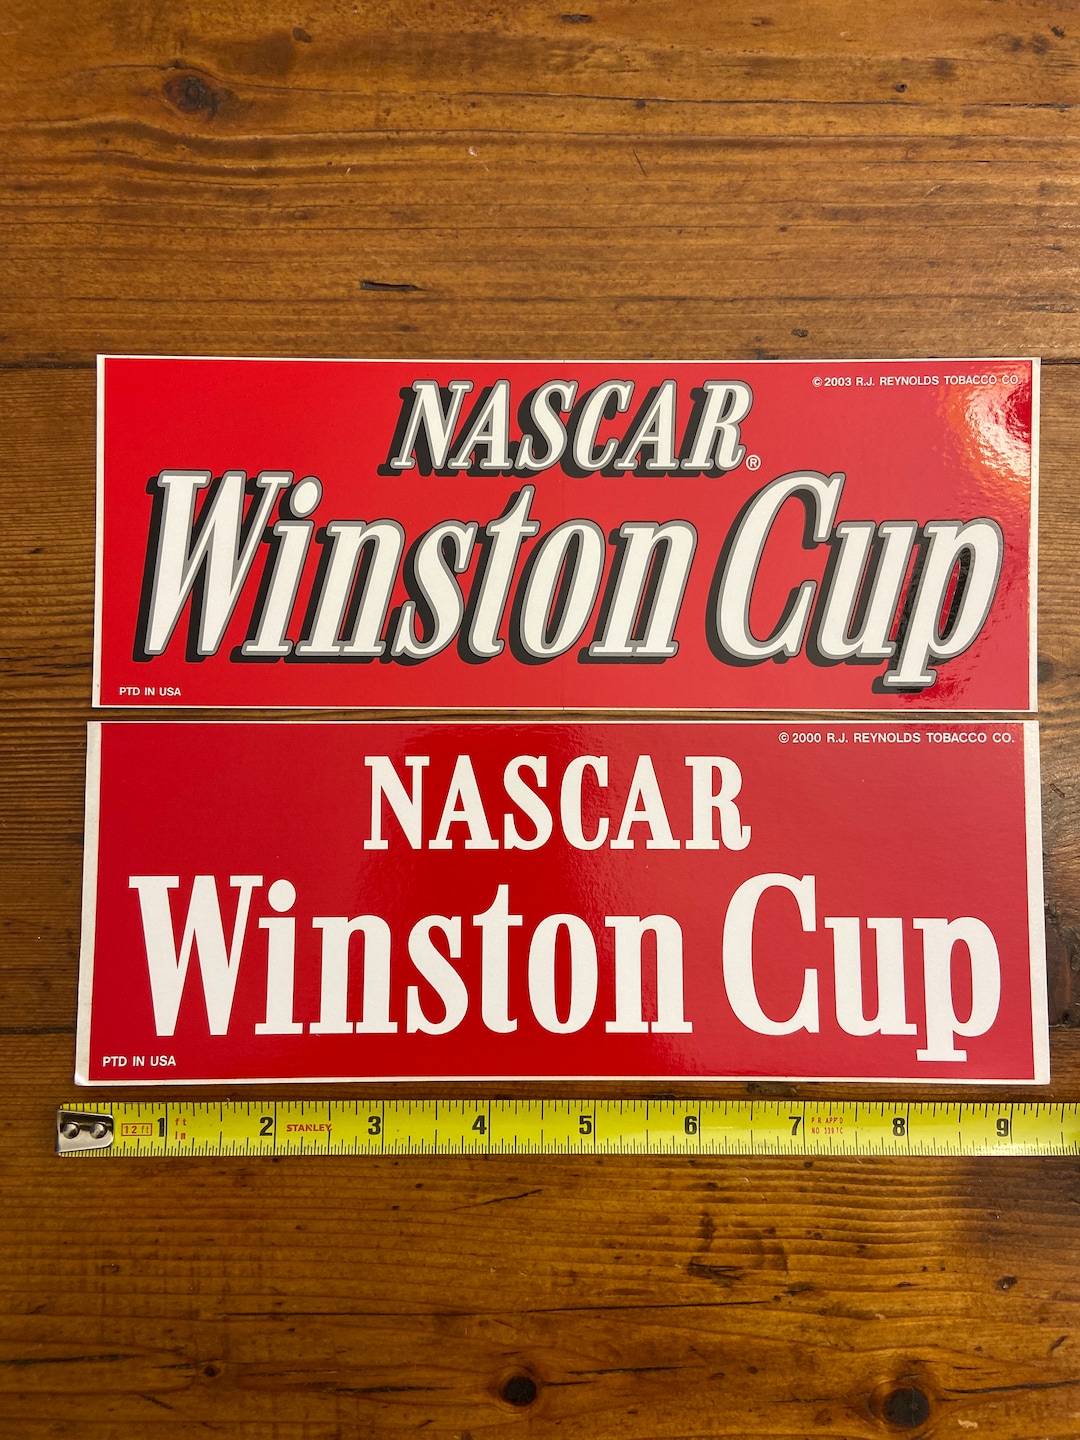 © 2003 R.J. REYNOLDS TOBACCO CO.
NASCAR®
Winston Cup
PTD IN USA
© 2000 R.J. REYNOLDS TOBACCO CO.
NASCAR
Winston Cup
PTD IN USA
12 ft 1 ft in 2 STANLEY 3 4 5 6 7 8 9